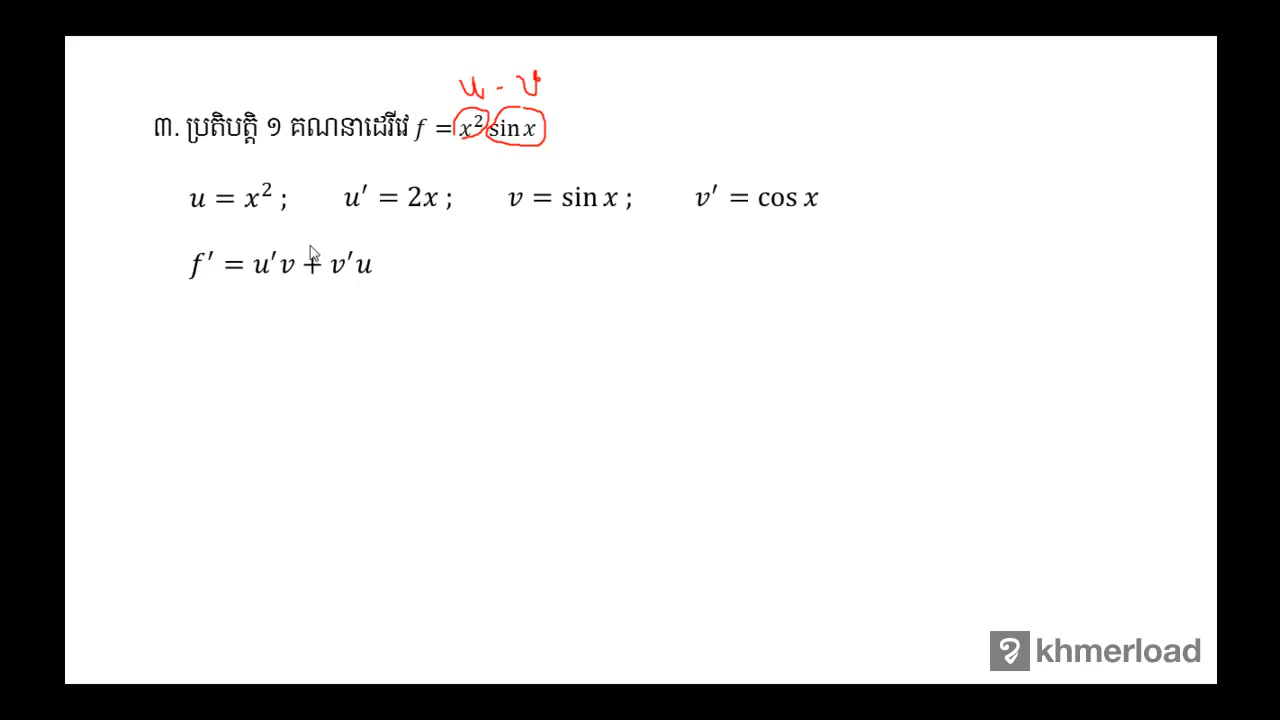 u · v
៣. ប្រតិបត្តិ ១ គណនាដេរីវេ f = x² sin x
u = x² ; u′ = 2x ; v = sin x ; v′ = cos x
f′ = u′v + v′u
khmerload